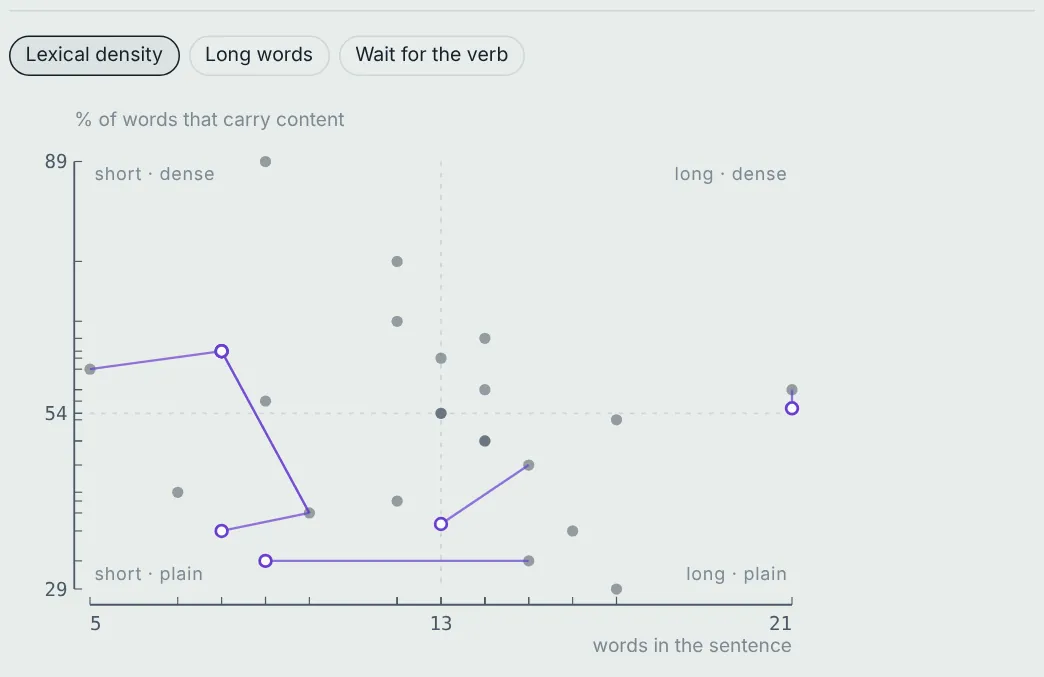 Lexical density Long words Wait for the verb
% of words that carry content
89
short · dense long · dense
54
short · plain long · plain
29
5 13 21
words in the sentence